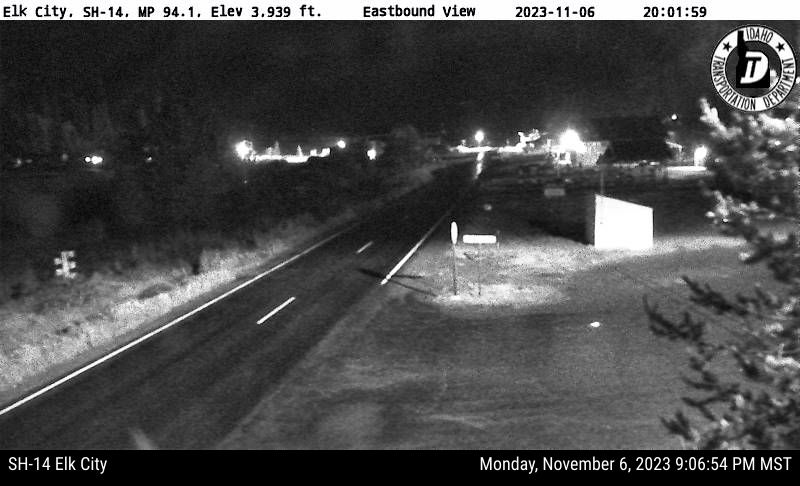 Elk City, SH-14, MP 94.1, Elev 3,939 ft. Eastbound View 2023-11-06 20:01:59
IDAHO
TRANSPORTATION DEPARTMENT
SH-14 Elk City Monday, November 6, 2023 9:06:54 PM MST